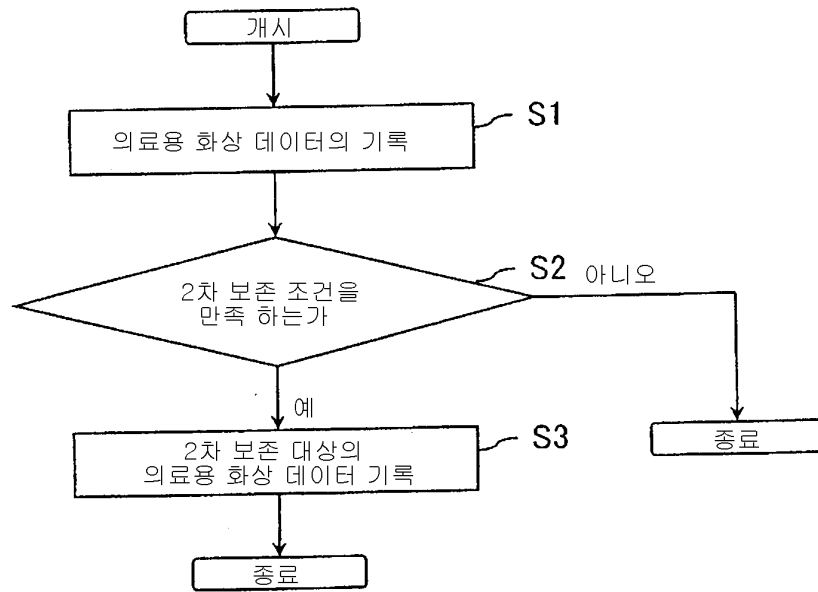 개시
의료용 화상 데이터의 기록
S1
2차 보존 조건을
만족 하는가
S2
아니오
예
2차 보존 대상의
의료용 화상 데이터 기록
S3
종료
종료